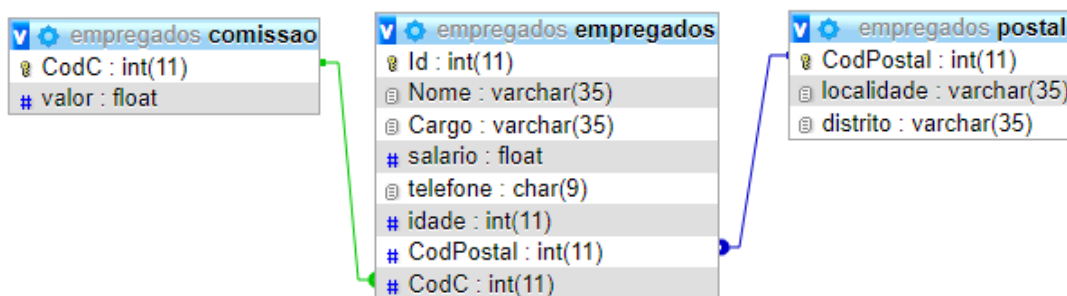 empregados comissao
CodC : int(11)
# valor : float
empregados empregados
Id : int(11)
Nome : varchar(35)
Cargo : varchar(35)
# salario : float
telefone : char(9)
# idade : int(11)
# CodPostal : int(11)
# CodC : int(11)
empregados postal
CodPostal : int(11)
localidade : varchar(35)
distrito : varchar(35)